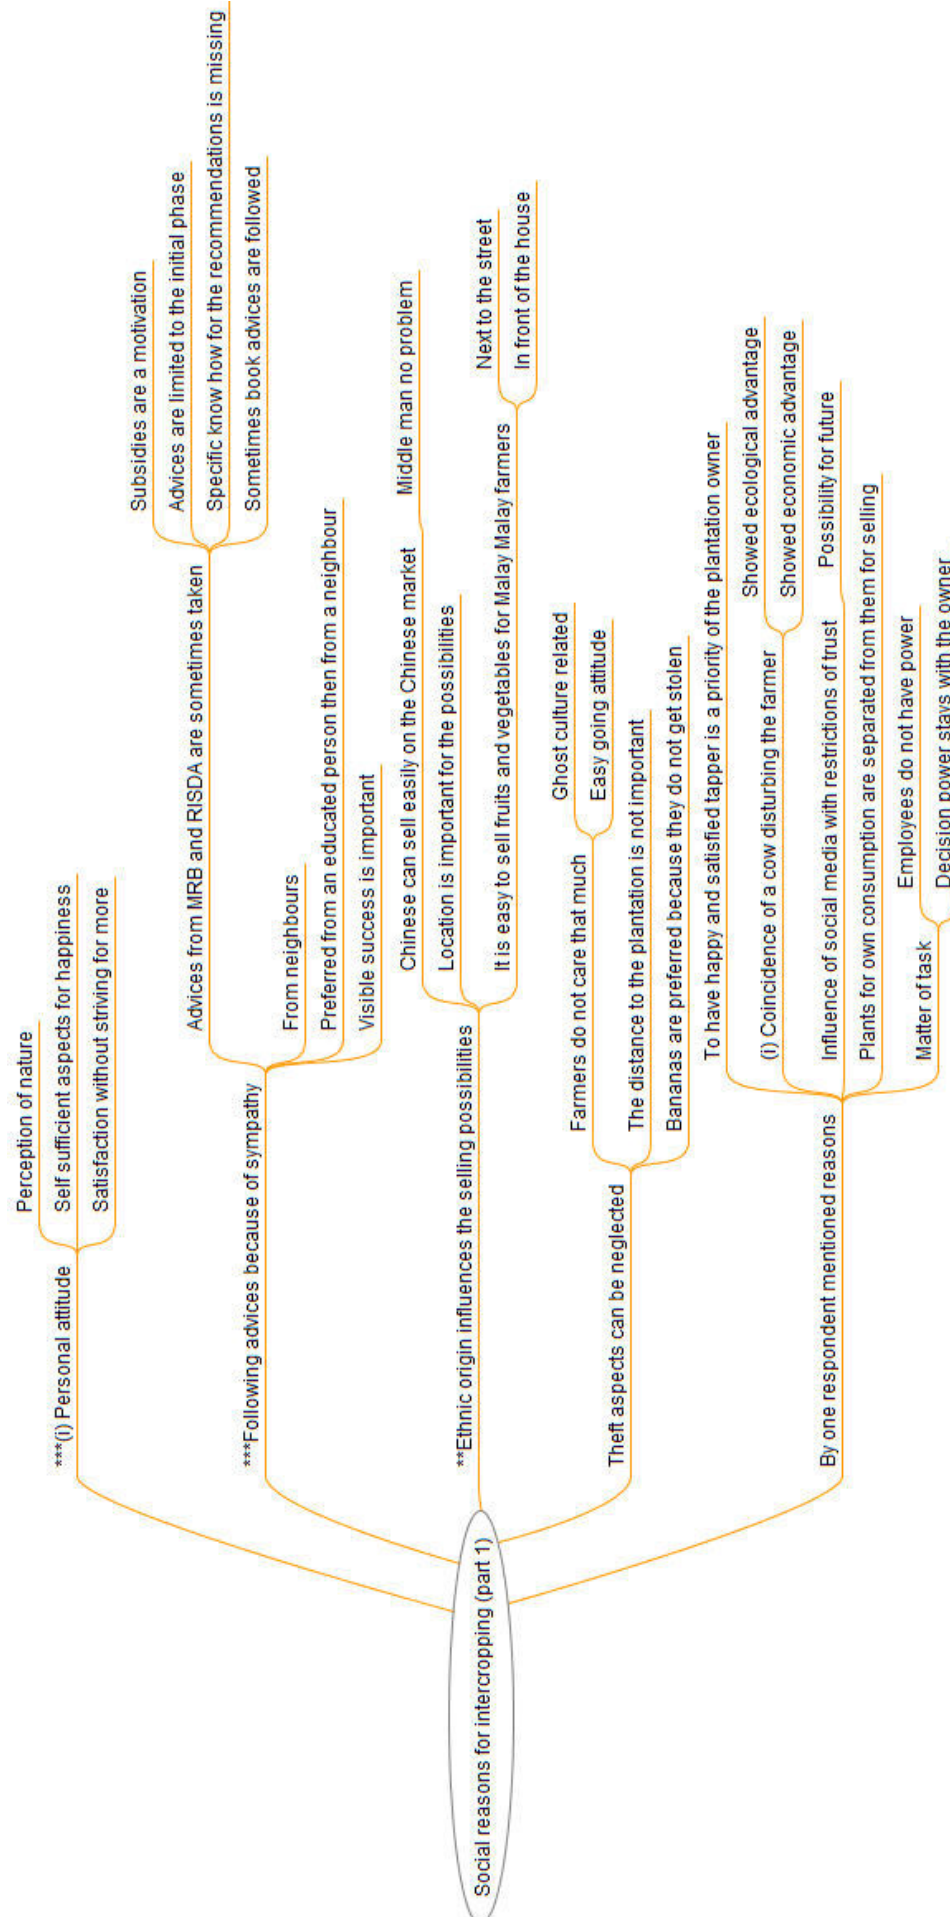 Social reasons for intercropping (part 1)
***(i) Personal attitude
Perception of nature
Self sufficient aspects for happiness
Satisfaction without striving for more
***Following advices because of sympathy
Advices from MRB and RISDA are sometimes taken
Subsidies are a motivation
Advices are limited to the initial phase
Specific know how for the recommendations is missing
Sometimes book advices are followed
From neighbours
Preferred from an educated person then from a neighbour
Visible success is important
**Ethnic origin influences the selling possibilities
Chinese can sell easily on the Chinese market
Middle man no problem
Location is important for the possibilities
It is easy to sell fruits and vegetables for Malay Malay farmers
Next to the street
In front of the house
Theft aspects can be neglected
Farmers do not care that much
Ghost culture related
Easy going attitude
The distance to the plantation is not important
Bananas are preferred because they do not get stolen
By one respondent mentioned reasons
To have happy and satisfied tapper is a priority of the plantation owner
(i) Coincidence of a cow disturbing the farmer
Showed ecological advantage
Showed economic advantage
Influence of social media with restrictions of trust
Possibility for future
Plants for own consumption are separated from them for selling
Matter of task
Employees do not have power
Decision power stays with the owner